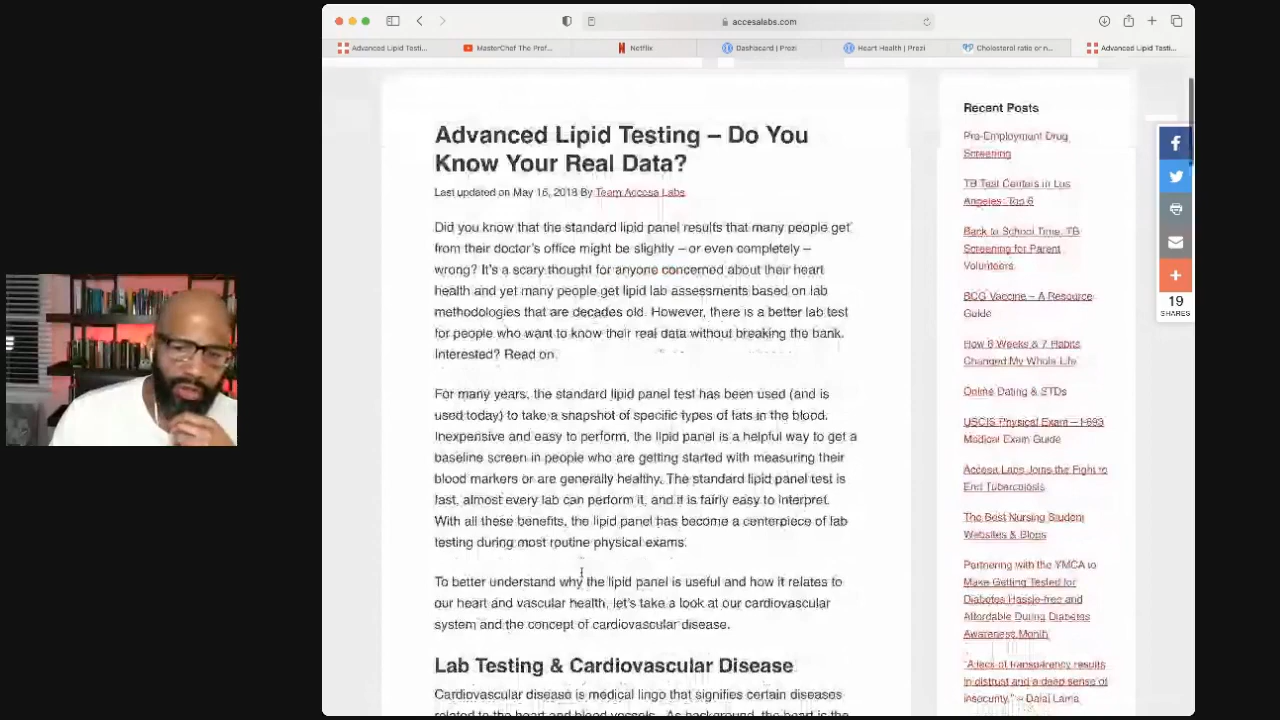 accesalabs.com
Advanced Lipid Testi...
MasterChef The Prof...
Netflix
Dashboard | Prezi
Heart Health | Prezi
Cholesterol ratio or n...
Advanced Lipid Testi...
Advanced Lipid Testing – Do You
Know Your Real Data?
Last updated on May 16, 2018 By Team Accesa Labs
Did you know that the standard lipid panel results that many people get
from their doctor's office might be slightly – or even completely –
wrong? It's a scary thought for anyone concerned about their heart
health and yet many people get lipid lab assessments based on lab
methodologies that are decades old. However, there is a better lab test
for people who want to know their real data without breaking the bank.
Interested? Read on.
For many years, the standard lipid panel test has been used (and is
used today) to take a snapshot of specific types of fats in the blood.
Inexpensive and easy to perform, the lipid panel is a helpful way to get a
baseline screen in people who are getting started with measuring their
blood markers or are generally healthy. The standard lipid panel test is
fast, almost every lab can perform it, and it is fairly easy to interpret.
With all these benefits, the lipid panel has become a centerpiece of lab
testing during most routine physical exams.
To better understand why the lipid panel is useful and how it relates to
our heart and vascular health, let's take a look at our cardiovascular
system and the concept of cardiovascular disease.
Lab Testing & Cardiovascular Disease
Cardiovascular disease is medical lingo that signifies certain diseases
related to the heart and blood vessels. As background, the heart is the
Recent Posts
Pre-Employment Drug
Screening
TB Test Centers in Los
Angeles: Top 6
Back to School Time: TB
Screening for Parent
Volunteers
BCG Vaccine – A Resource
Guide
How 6 Weeks & 7 Habits
Changed My Whole Life
Online Dating & STDs
USCIS Physical Exam – I-693
Medical Exam Guide
Accesa Labs Joins the Fight to
End Tuberculosis
The Best Nursing Student
Websites & Blogs
Partnering with the YMCA to
Make Getting Tested for
Diabetes Hassle-free and
Affordable During Diabetes
Awareness Month
"A lack of transparency results
in distrust and a deep sense of
insecurity." – Dalai Lama
19
SHARES